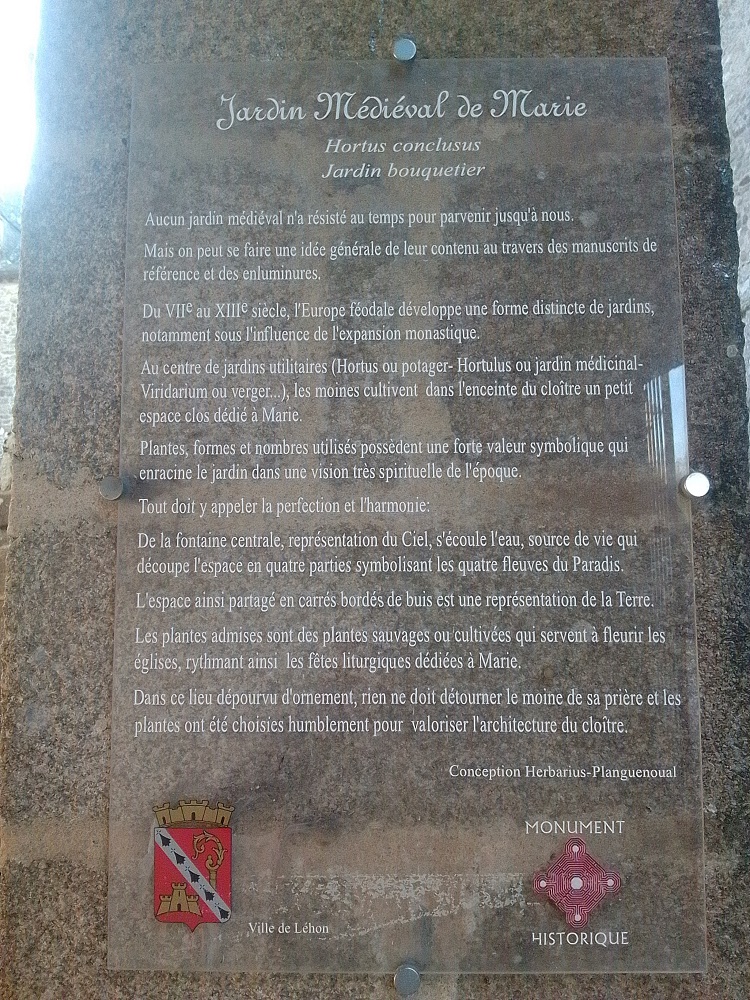 Jardin Médiéval de Marie
Hortus conclusus
Jardin bouquetier
Aucun jardin médiéval n'a résisté au temps pour parvenir jusqu'à nous.
Mais on peut se faire une idée générale de leur contenu au travers des manuscrits de
référence et des enluminures.
Du VIIe au XIIIe siècle, l'Europe féodale développe une forme distincte de jardins,
notamment sous l'influence de l'expansion monastique.
Au centre de jardins utilitaires (Hortus ou potager- Hortulus ou jardin médicinal-
Viridarium ou verger...), les moines cultivent dans l'enceinte du cloître un petit
espace clos dédié à Marie.
Plantes, formes et nombres utilisés possèdent une forte valeur symbolique qui
enracine le jardin dans une vision très spirituelle de l'époque.
Tout doit y appeler la perfection et l'harmonie:
De la fontaine centrale, représentation du Ciel, s'écoule l'eau, source de vie qui
découpe l'espace en quatre parties symbolisant les quatre fleuves du Paradis.
L'espace ainsi partagé en carrés bordés de buis est une représentation de la Terre.
Les plantes admises sont des plantes sauvages ou cultivées qui servent à fleurir les
églises, rythmant ainsi les fêtes liturgiques dédiées à Marie.
Dans ce lieu dépourvu d'ornement, rien ne doit détourner le moine de sa prière et les
plantes ont été choisies humblement pour valoriser l'architecture du cloître.
Conception Herbarius-Planguenoual
Ville de Léhon
MONUMENT
HISTORIQUE